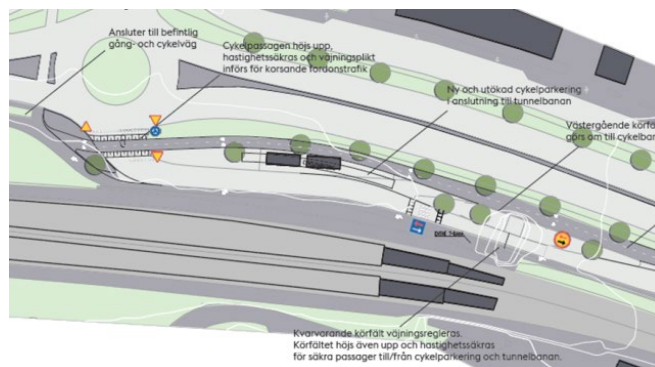 Ansluter till befintlig
gång- och cykelväg
Cykelpassagen höjs upp,
hastighetssäkras och väjningsplikt
införs för korsande fordonstrafik
Ny och utökad cykelparkering
i anslutning till tunnelbanan
Västergående körfä
görs om till cykelban
Kvarvarande körfält väjningsregleras.
Körfältet höjs även upp och hastighetssäkras
för säkra passager till/från cykelparkering och tunnelbanan.